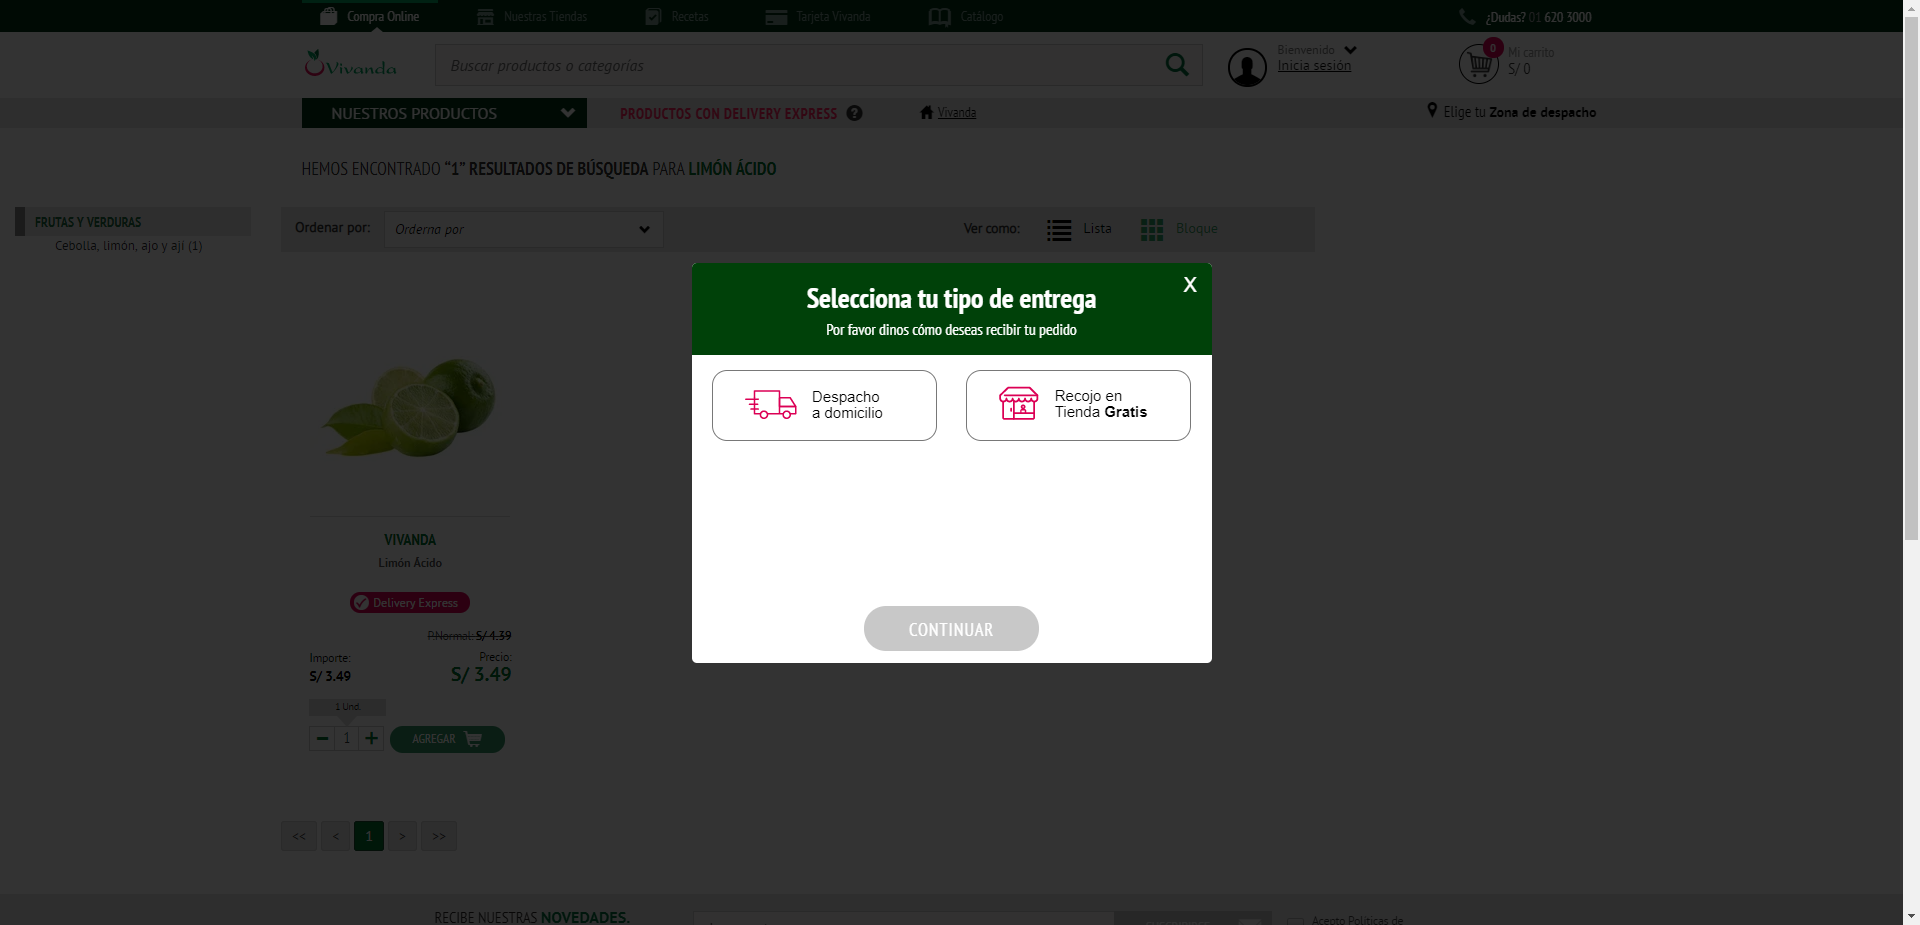 Compra Online
Nuestras Tiendas
Recetas
Tarjeta Vivanda
Catálogo
¿Dudas? 01 620 3000
Vivanda
Buscar productos o categorías
Bienvenido
Inicia sesión
0
Mi carrito
S/ 0
NUESTROS PRODUCTOS
PRODUCTOS CON DELIVERY EXPRESS ?
Vivanda
Elige tu Zona de despacho
HEMOS ENCONTRADO "1" RESULTADOS DE BÚSQUEDA PARA LIMÓN ÁCIDO
FRUTAS Y VERDURAS
Cebolla, limón, ajo y ají (1)
Ordenar por:
Orderna por
Ver como:
Lista
Bloque
X
Selecciona tu tipo de entrega
Por favor dinos cómo deseas recibir tu pedido
Despacho
a domicilio
Recojo en
Tienda Gratis
CONTINUAR
VIVANDA
Limón Ácido
Delivery Express
P.Normal: S/ 4.39
Importe:
S/ 3.49
Precio:
S/ 3.49
1 Und
1
AGREGAR
<< < 1 > >>
RECIBE NUESTRAS NOVEDADES.
Acepto Políticas de